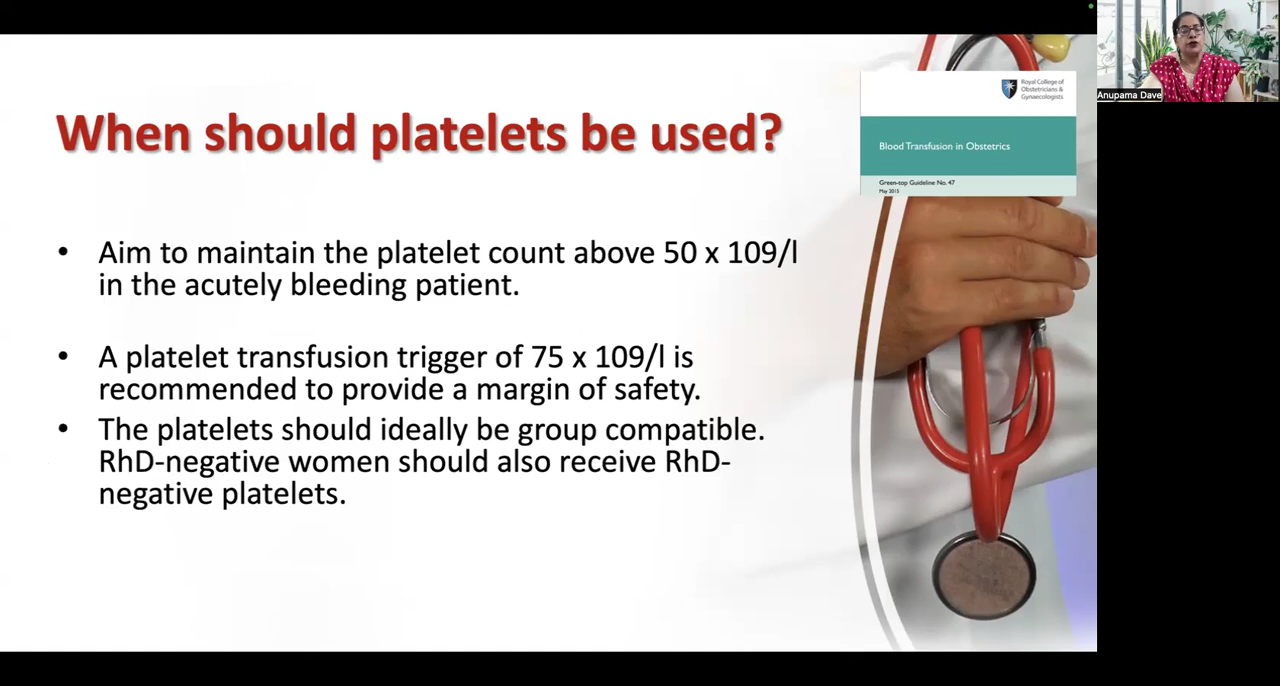 When should platelets be used?
• Aim to maintain the platelet count above 50 x 109/l
in the acutely bleeding patient.
• A platelet transfusion trigger of 75 x 109/l is
recommended to provide a margin of safety.
• The platelets should ideally be group compatible.
RhD-negative women should also receive RhD-
negative platelets.
Royal College of
Obstetricians &
Gynaecologists
Blood Transfusion in Obstetrics
Green-top Guideline No. 47
May 2015
Anupama Dave